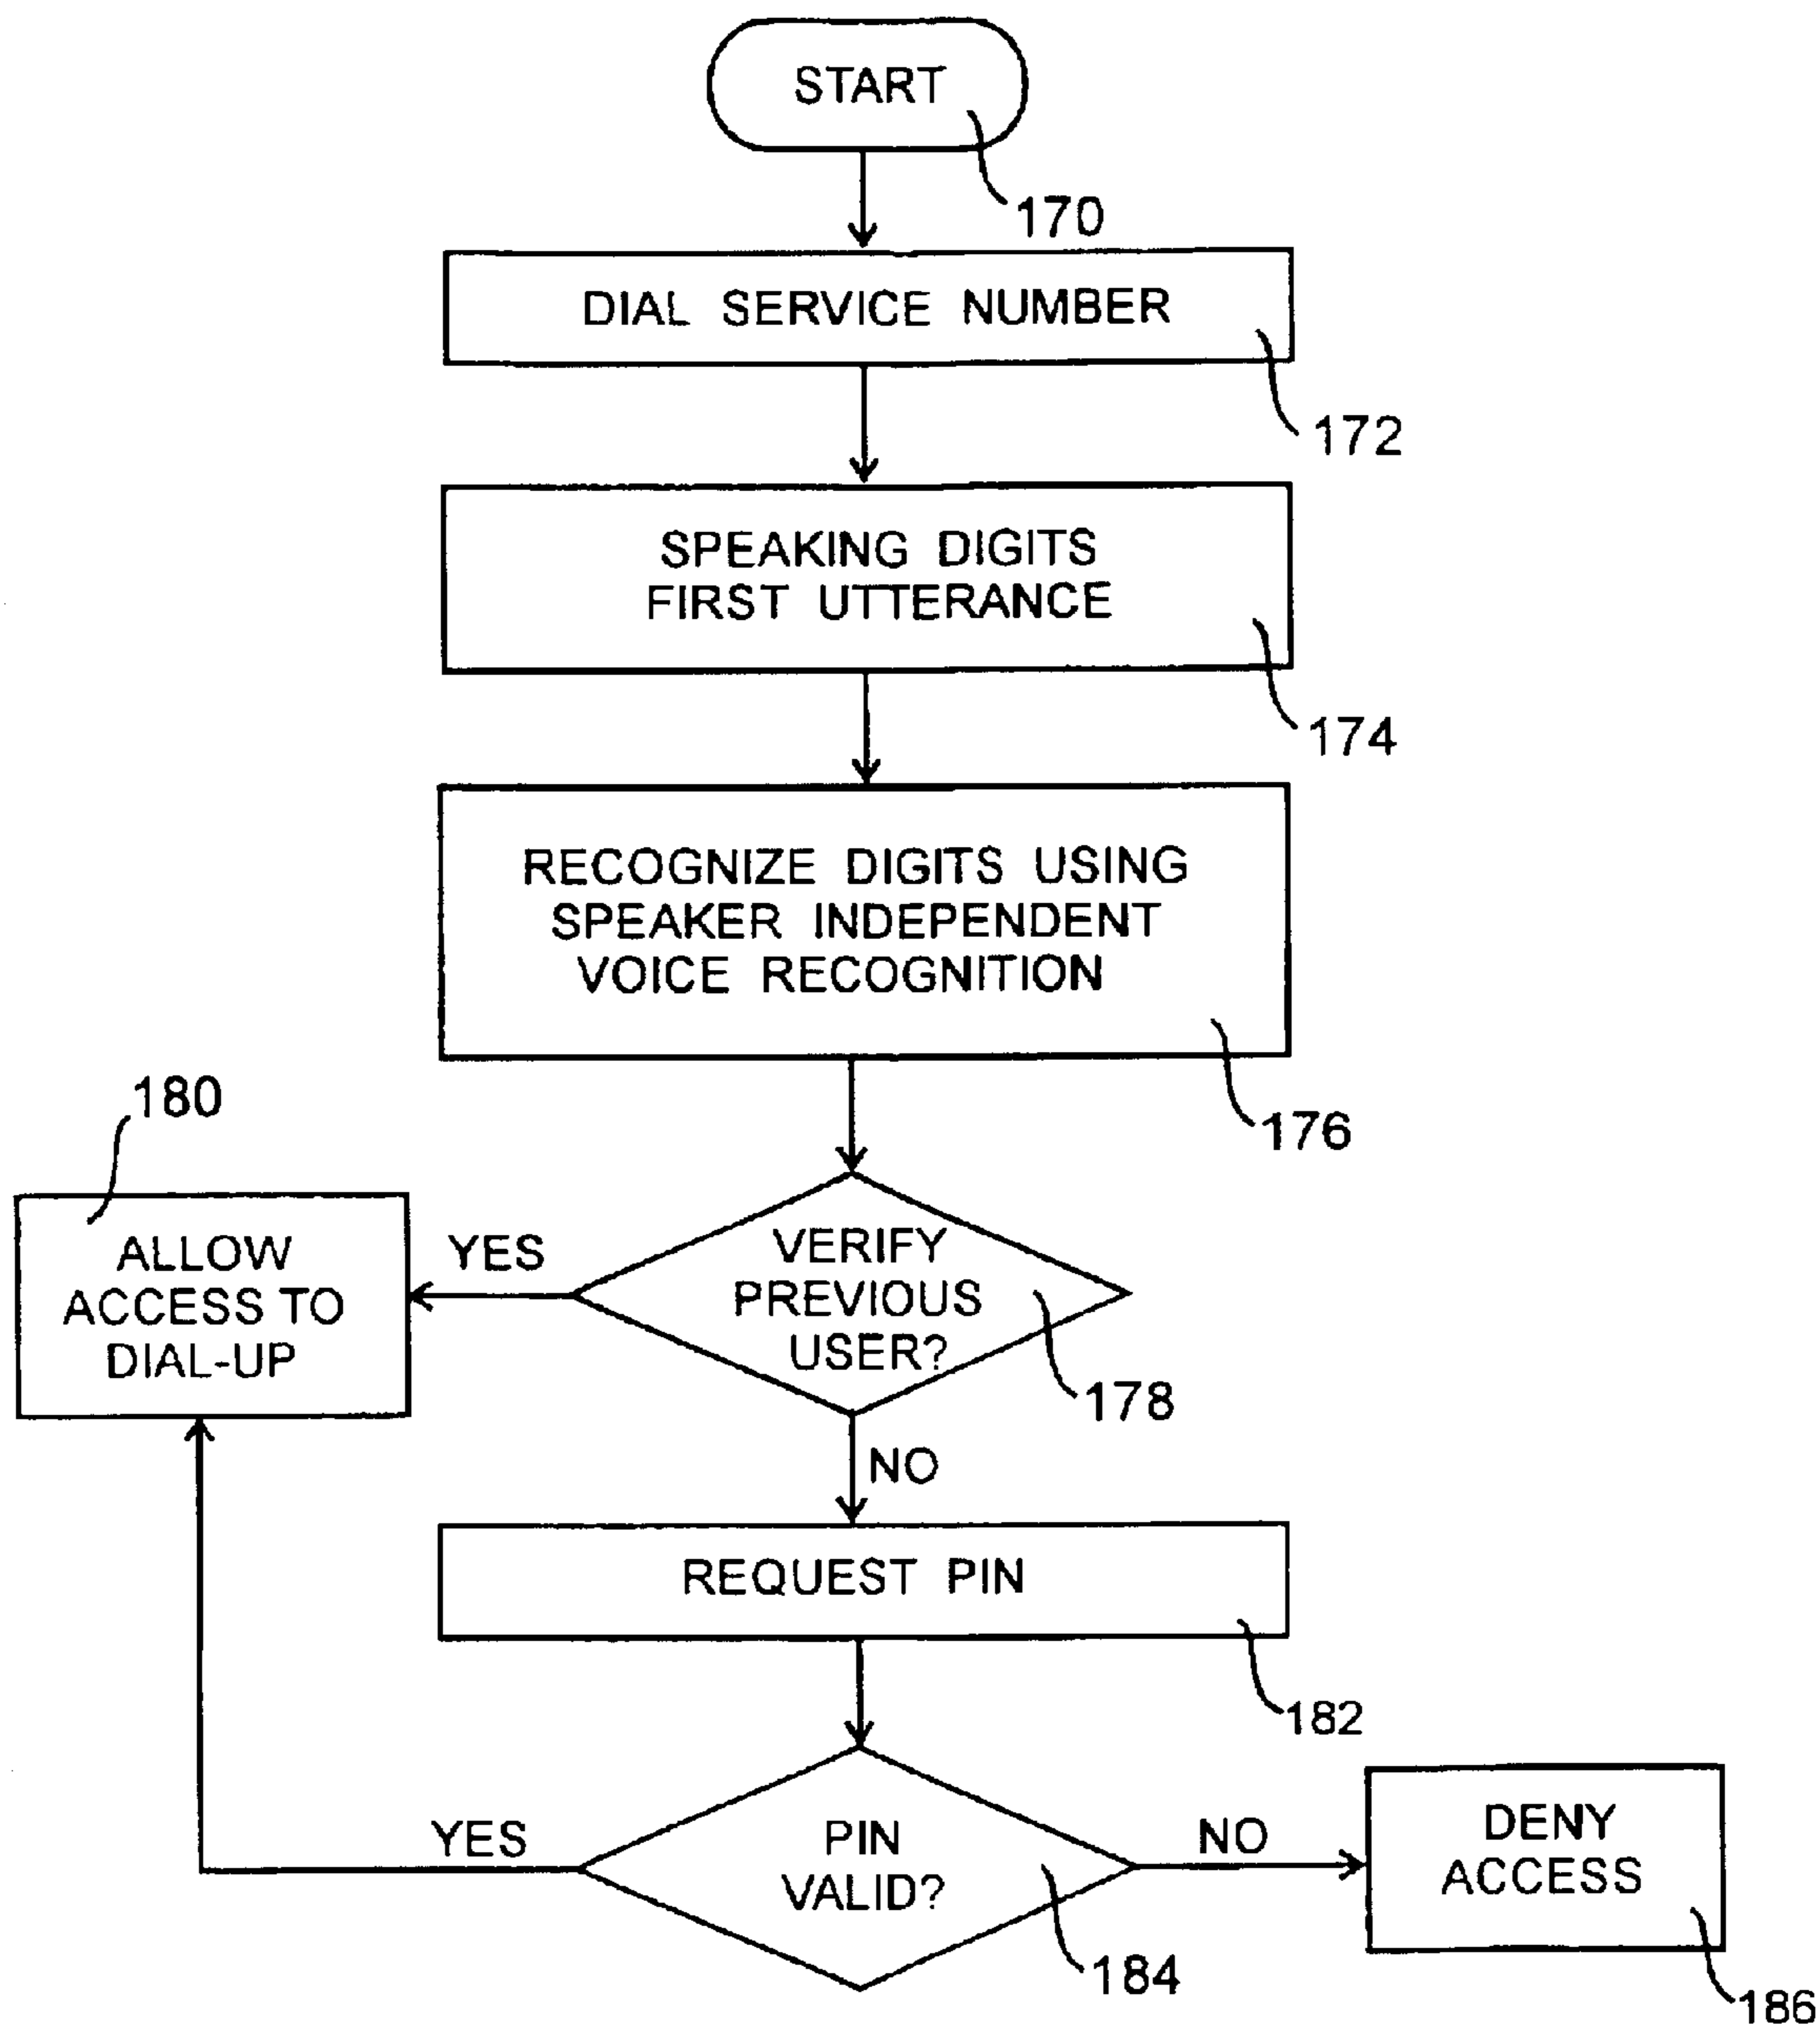 START
170
DIAL SERVICE NUMBER
172
SPEAKING DIGITS
FIRST UTTERANCE
174
RECOGNIZE DIGITS USING
SPEAKER INDEPENDENT
VOICE RECOGNITION
176
180
ALLOW
ACCESS TO
DIAL-UP
YES
VERIFY
PREVIOUS
USER?
178
NO
REQUEST PIN
182
YES
PIN
VALID?
184
NO
DENY
ACCESS
186